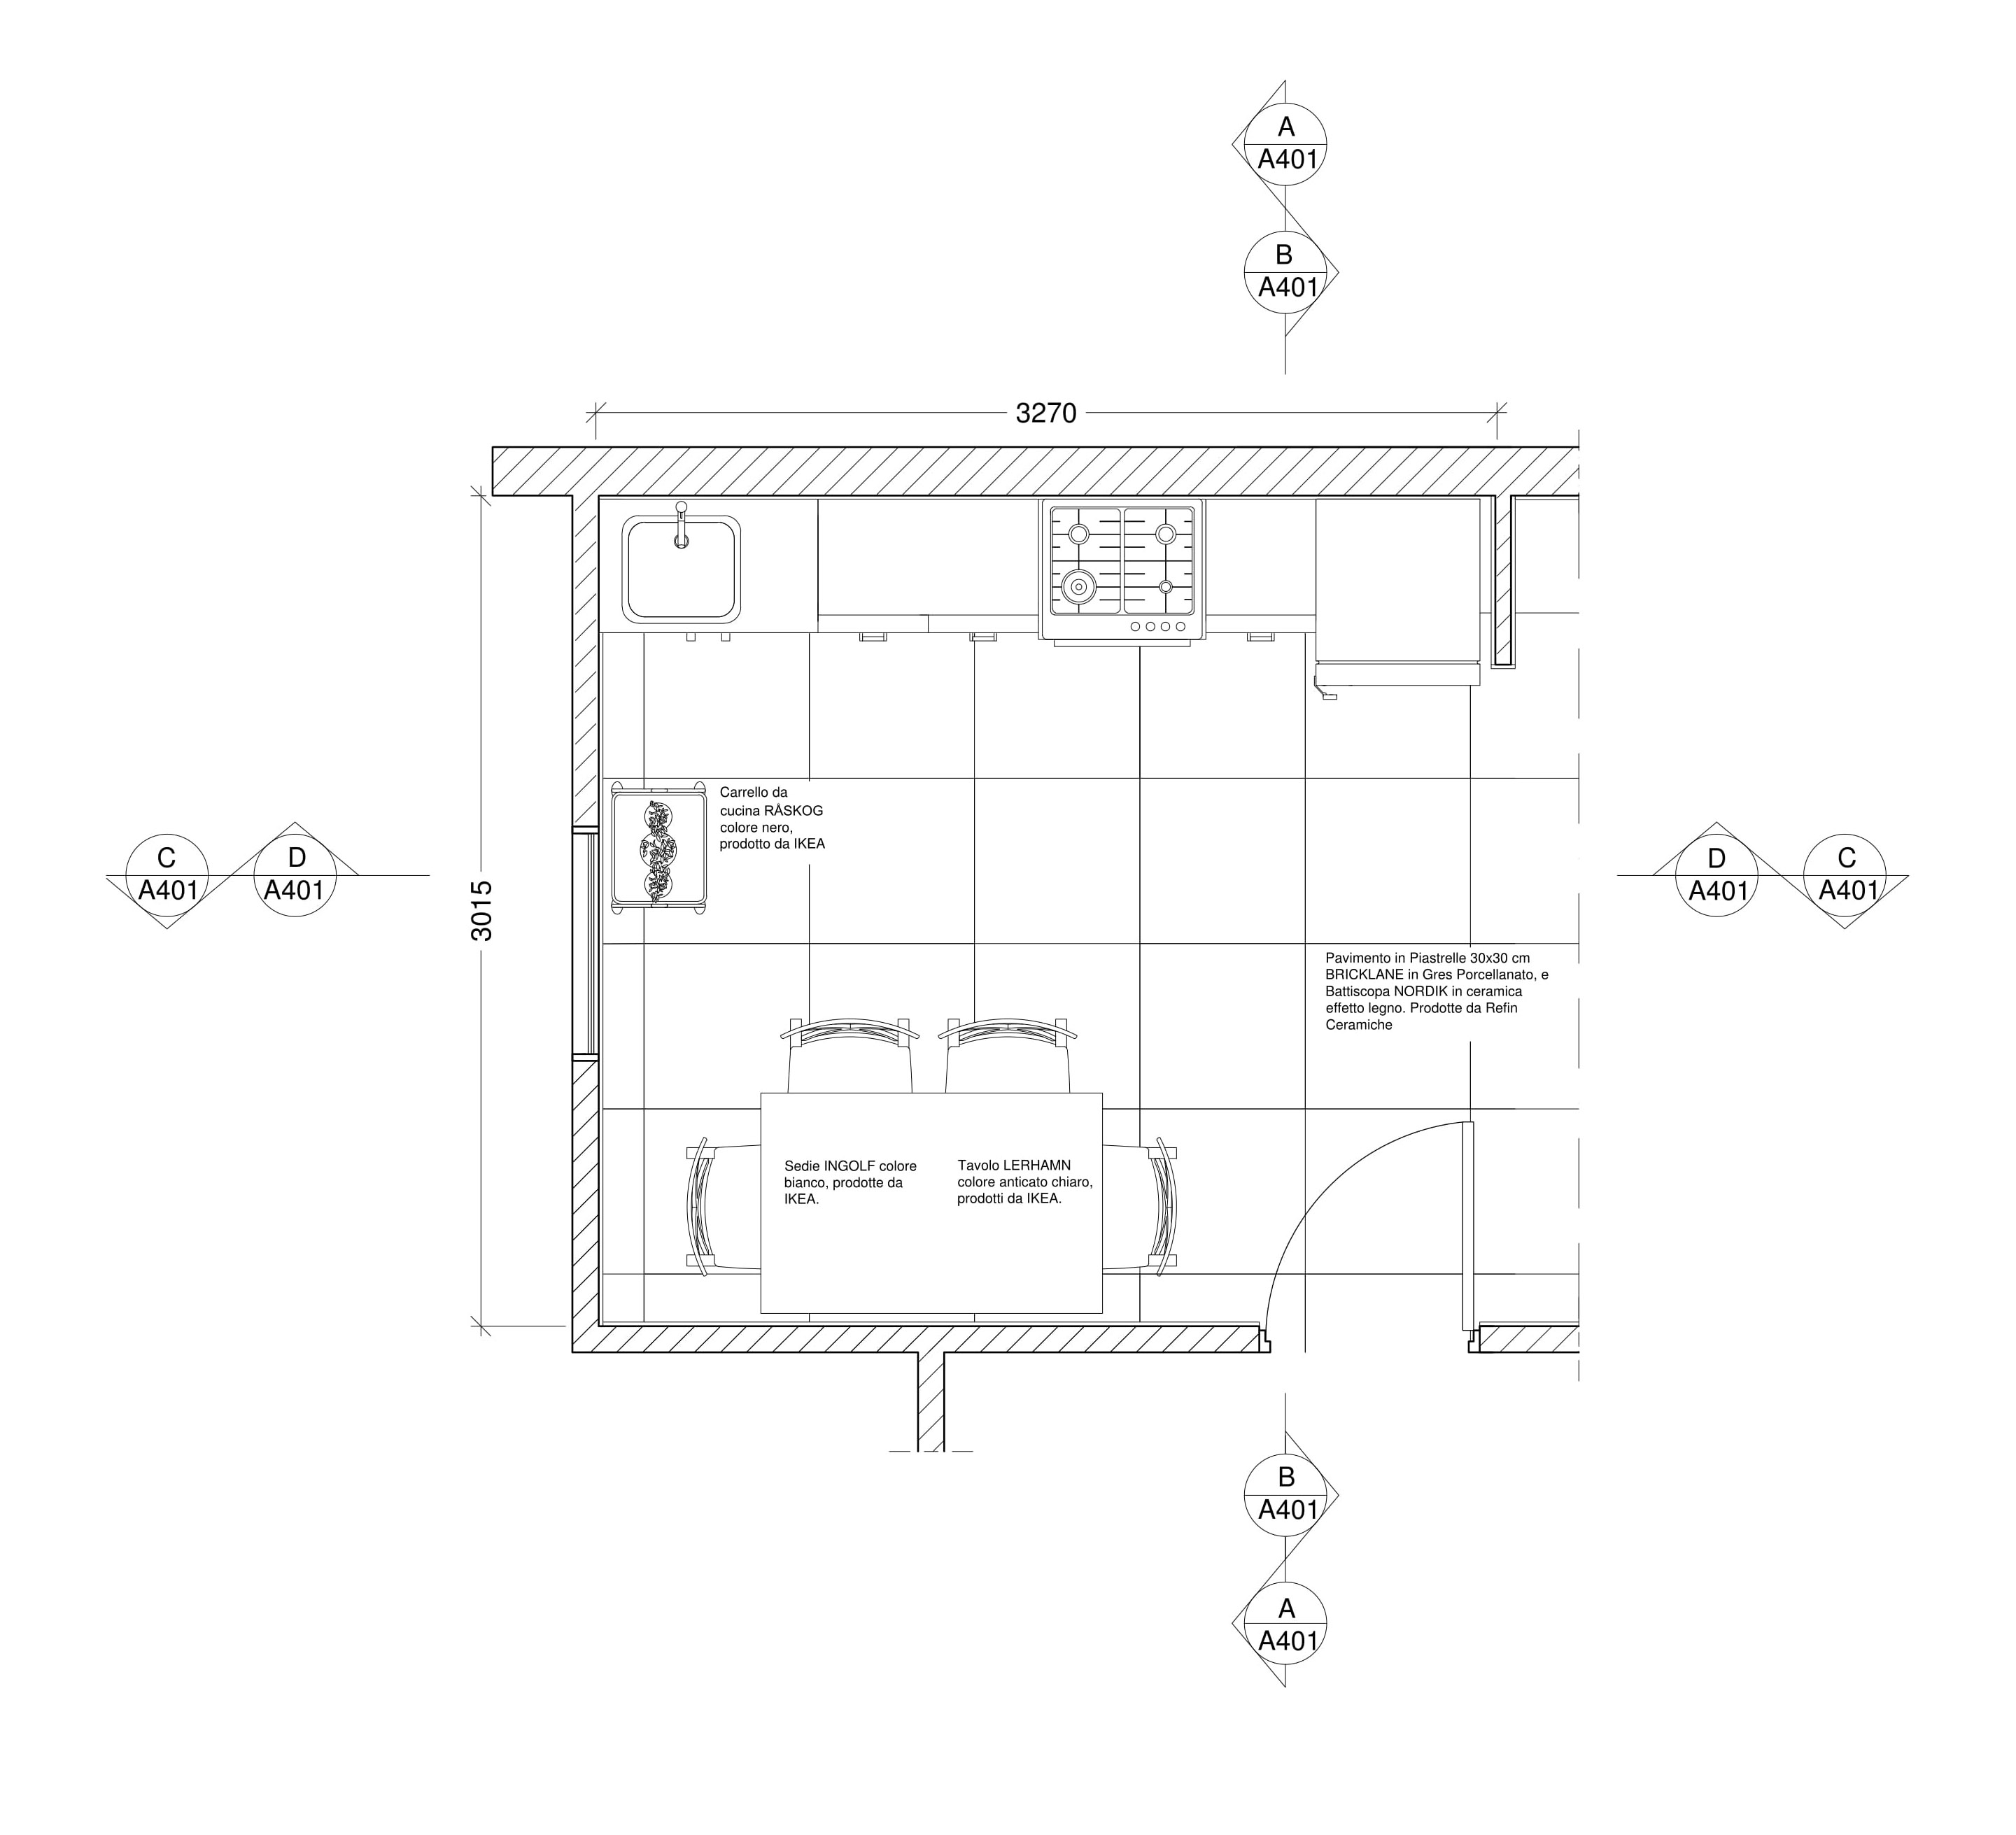 A
A401
B
A401
3270
Carrello da
cucina RÅSKOG
colore nero,
prodotto da IKEA
C
A401
D
A401
3015
D
A401
C
A401
Pavimento in Piastrelle 30x30 cm
BRICKLANE in Gres Porcellanato, e
Battiscopa NORDIK in ceramica
effetto legno. Prodotte da Refin
Ceramiche
Sedie INGOLF colore
bianco, prodotte da
IKEA.
Tavolo LERHAMN
colore anticato chiaro,
prodotti da IKEA.
B
A401
A
A401